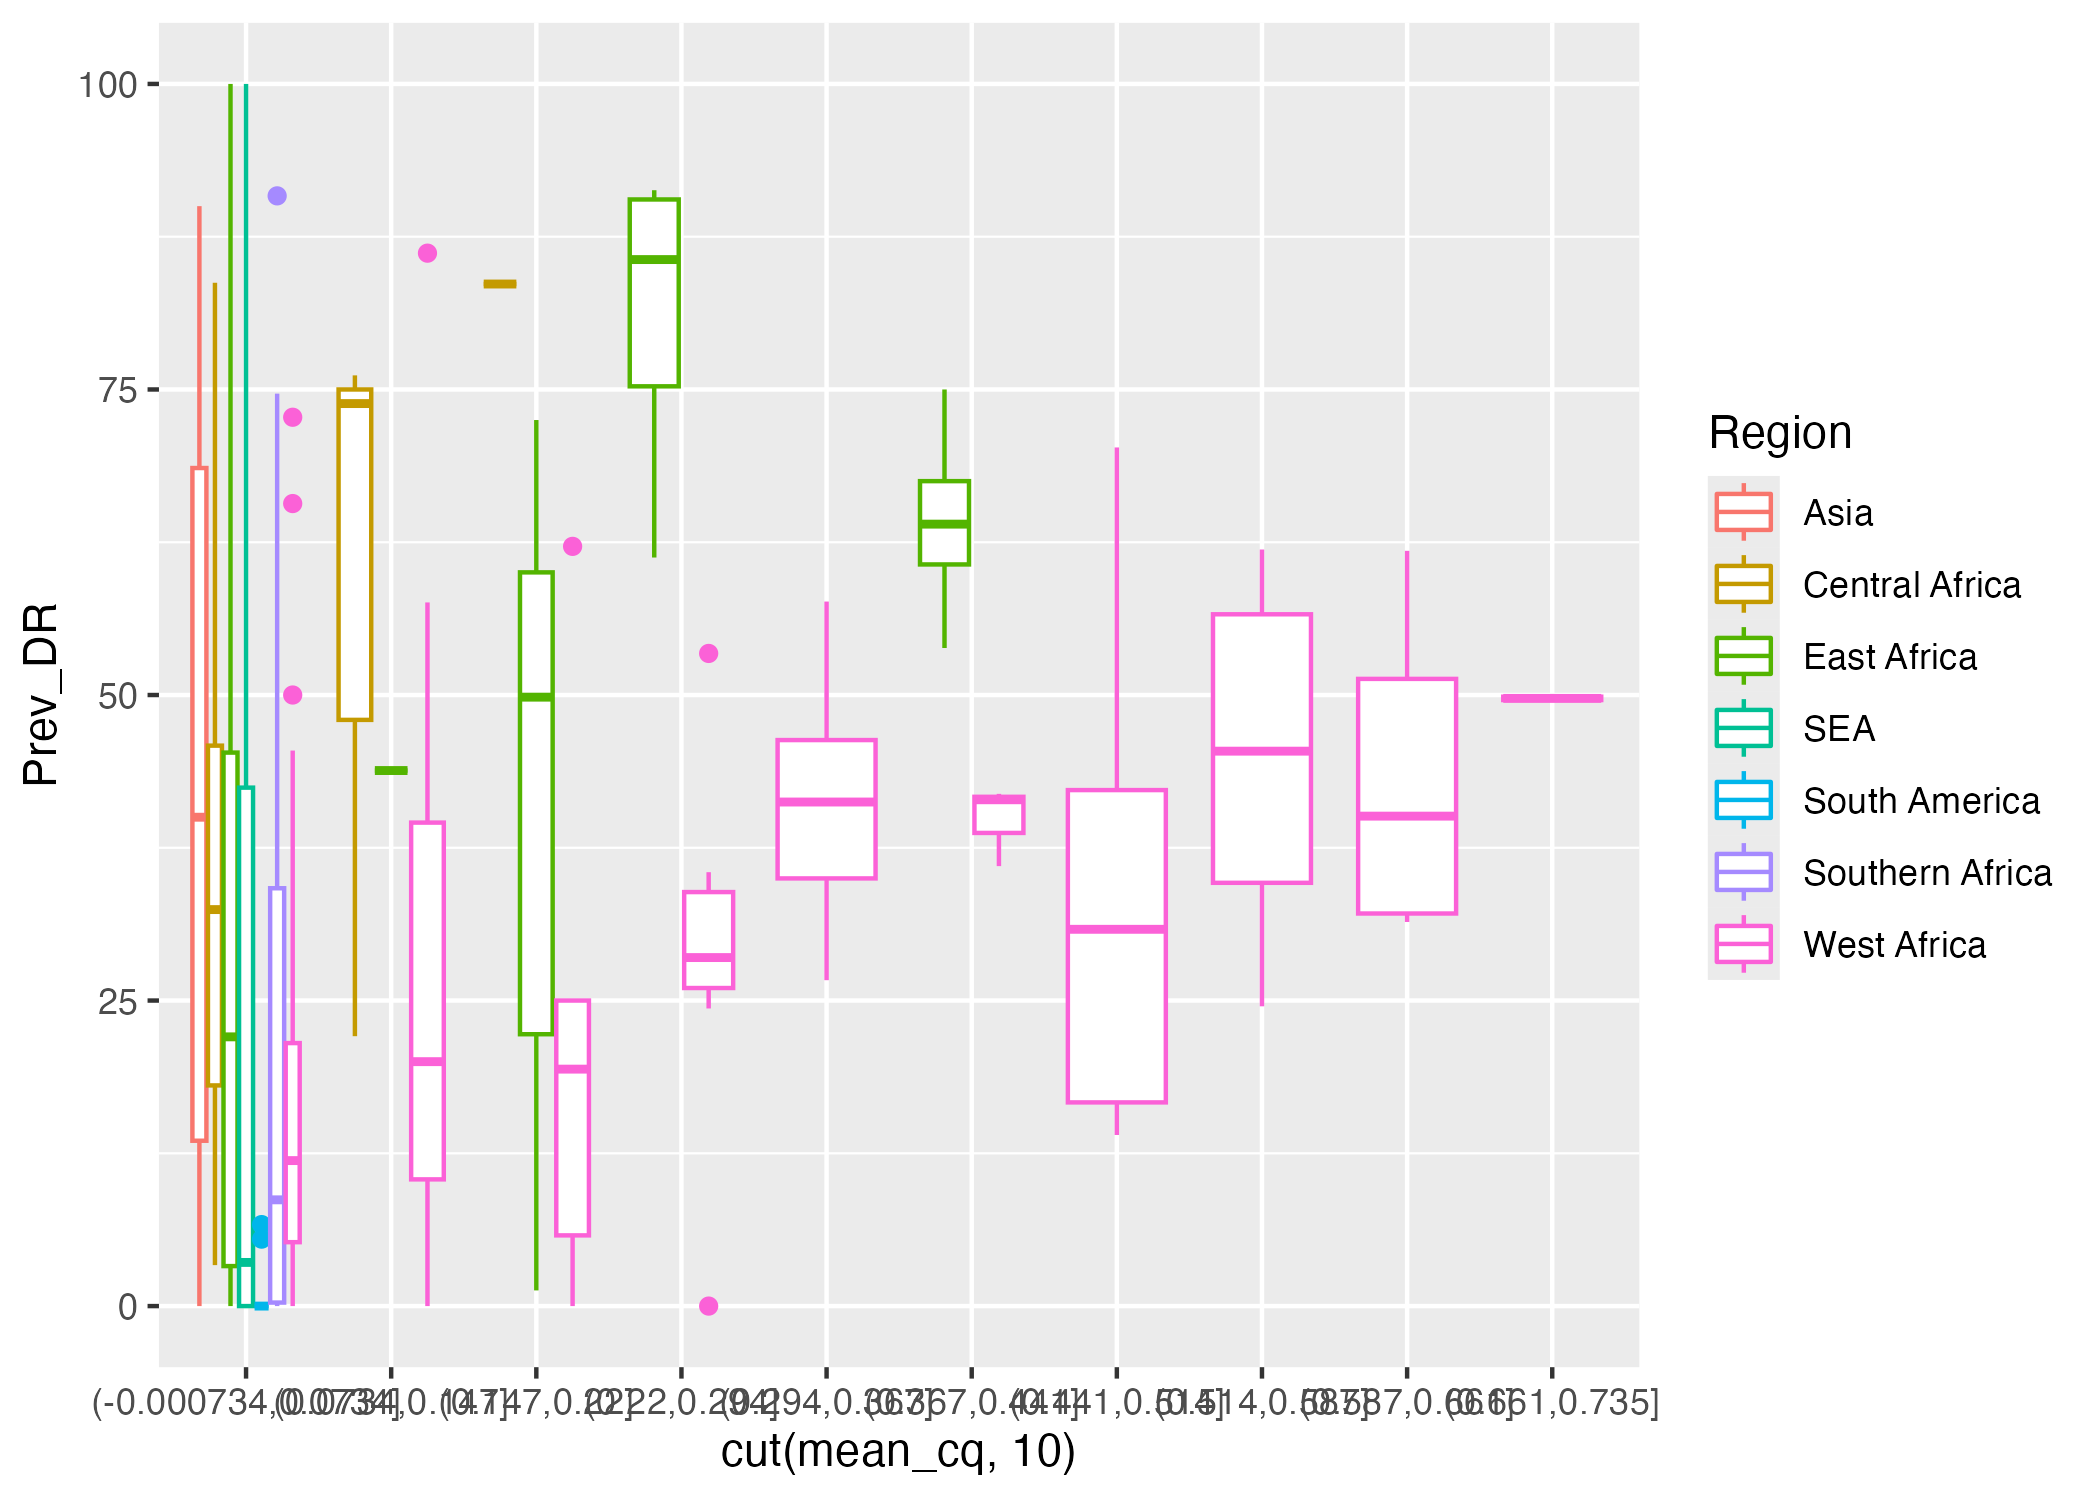 100
75
50
25
0
Prev_DR
(-0.000734,0.0734] (0.0734,0.147] (0.147,0.22] (0.22,0.294] (0.294,0.367] (0.367,0.441] (0.441,0.514] (0.514,0.587] (0.587,0.661] (0.661,0.735]
cut(mean_cq, 10)
Region
Asia
Central Africa
East Africa
SEA
South America
Southern Africa
West Africa